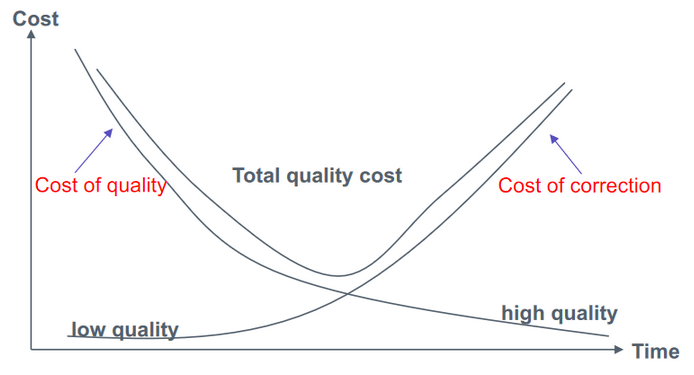 Cost
Total quality cost
Cost of quality
Cost of correction
high quality
low quality
Time